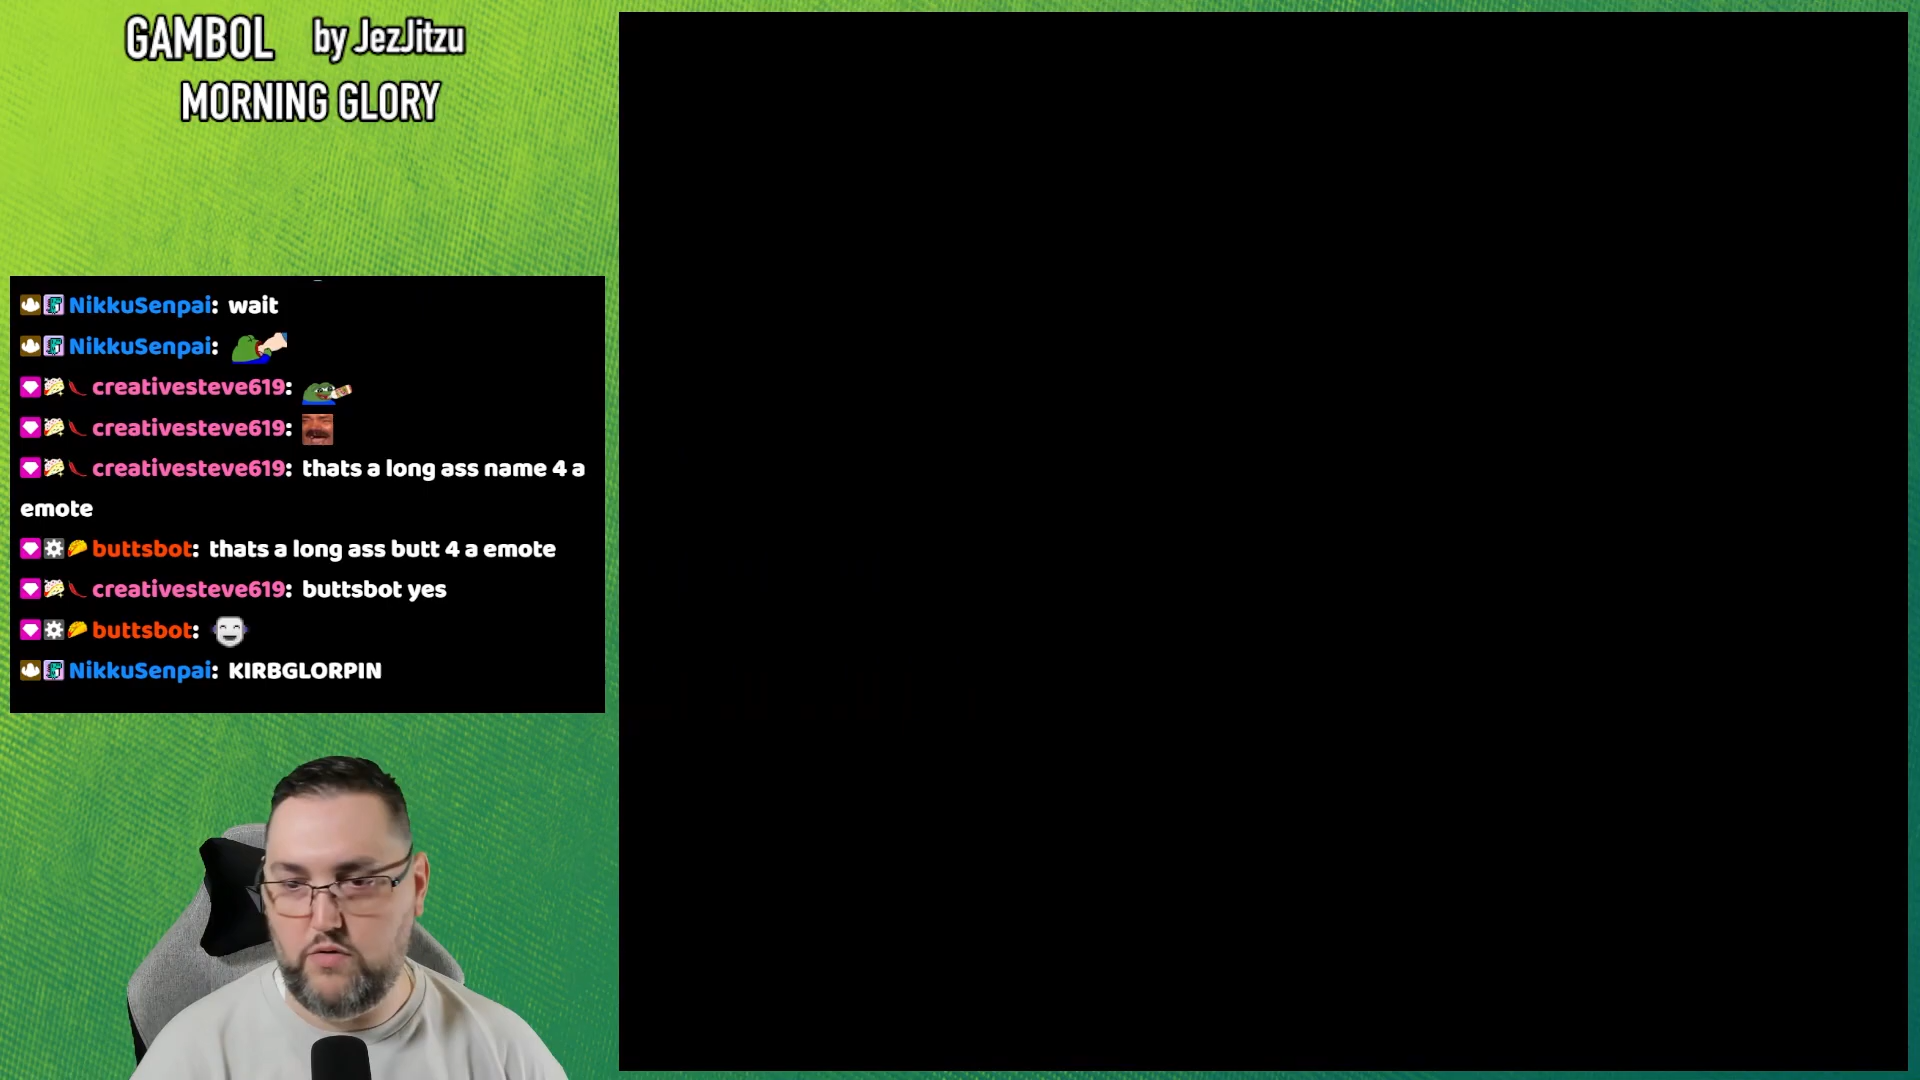 GAMBOL by JezJitzu
MORNING GLORY
NikkuSenpai: wait
NikkuSenpai:
creativesteve619:
creativesteve619:
creativesteve619: thats a long ass name 4 a
emote
buttsbot: thats a long ass butt 4 a emote
creativesteve619: buttsbot yes
buttsbot:
NikkuSenpai: KIRBGLORPIN